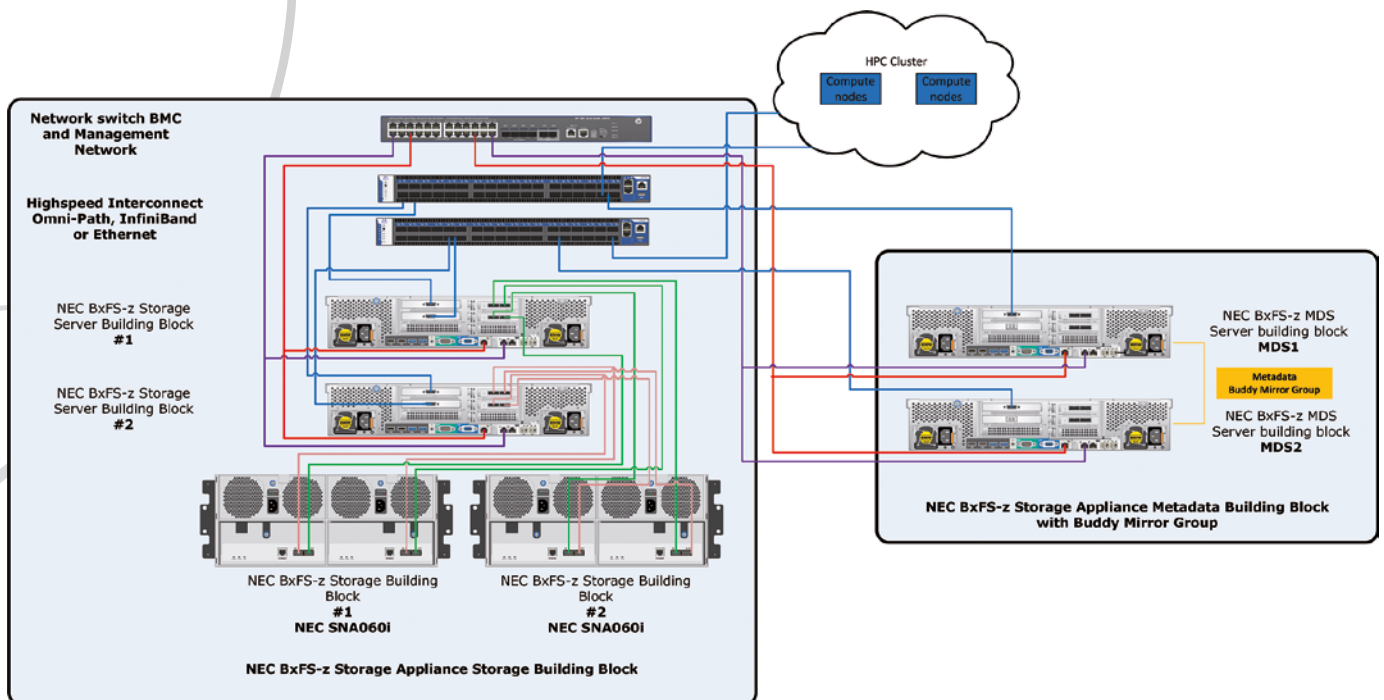 HPC Cluster
Compute
nodes
Compute
nodes
Network switch BMC
and Management
Network
Highspeed Interconnect
Omni-Path, InfiniBand
or Ethernet
NEC BxFS-z Storage
Server Building Block
#1
NEC BxFS-z Storage
Server Building Block
#2
NEC BxFS-z Storage Building
Block
#1
NEC SNA060i
NEC BxFS-z Storage Building
Block
#2
NEC SNA060i
NEC BxFS-z Storage Appliance Storage Building Block
NEC BxFS-z MDS
Server building block
MDS1
Metadata
Buddy Mirror Group
NEC BxFS-z MDS
Server building block
MDS2
NEC BxFS-z Storage Appliance Metadata Building Block
with Buddy Mirror Group